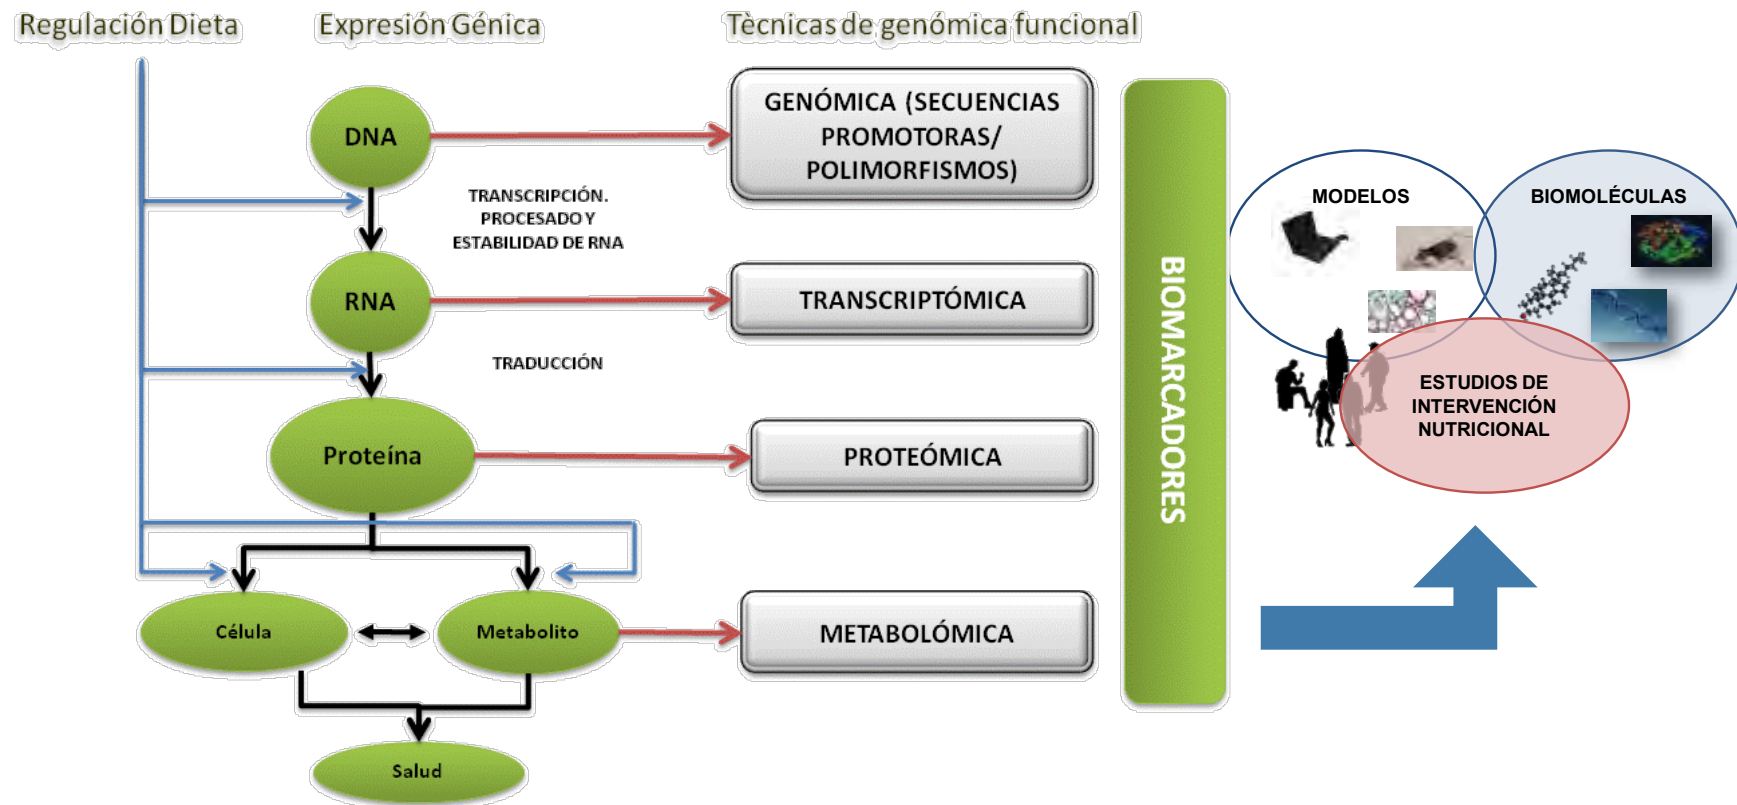 Regulación Dieta
Expresión Génica
Tècnicas de genómica funcional
DNA
GENÓMICA (SECUENCIAS
PROMOTORAS/
POLIMORFISMOS)
TRANSCRIPCIÓN.
PROCESADO Y
ESTABILIDAD DE RNA
RNA
TRANSCRIPTÓMICA
TRADUCCIÓN
Proteína
PROTEÓMICA
Célula
Metabolito
METABOLÓMICA
Salud
BIOMARCADORES
MODELOS
BIOMOLÉCULAS
ESTUDIOS DE
INTERVENCIÓN
NUTRICIONAL